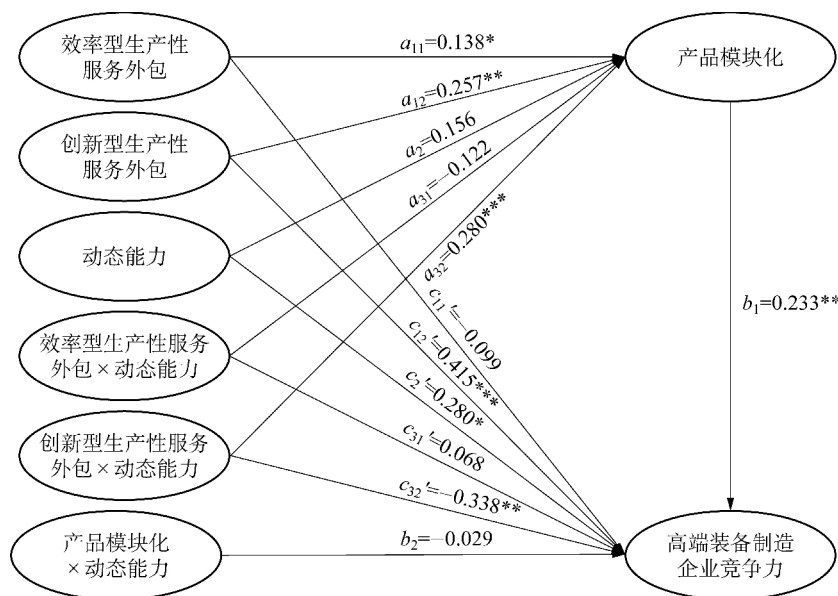 效率型生产性
服务外包
a₁₁=0.138*
产品模块化
a₁₂=0.257**
创新型生产性
服务外包
a₂=0.156
a₃₁=−0.122
动态能力
a₃₂=0.280***
b₁=0.233**
c₁₁′=−0.099
效率型生产性服务
外包×动态能力
c₁₂′=0.415***
c₂′=0.280*
创新型生产性服务
外包×动态能力
c₃₁′=0.068
c₃₂′=−0.338**
产品模块化
×动态能力
b₂=−0.029
高端装备制造
企业竞争力